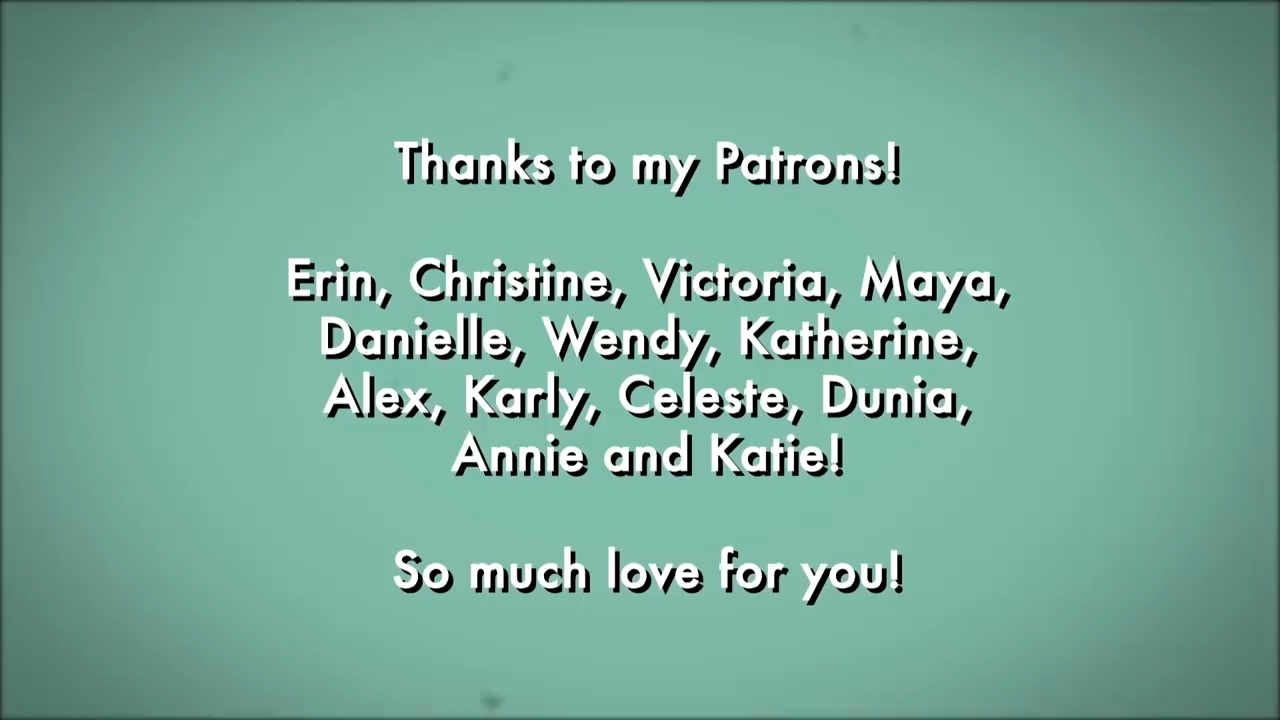 Thanks to my Patrons!
Erin, Christine, Victoria, Maya,
Danielle, Wendy, Katherine,
Alex, Karly, Celeste, Dunia,
Annie and Katie!
So much love for you!